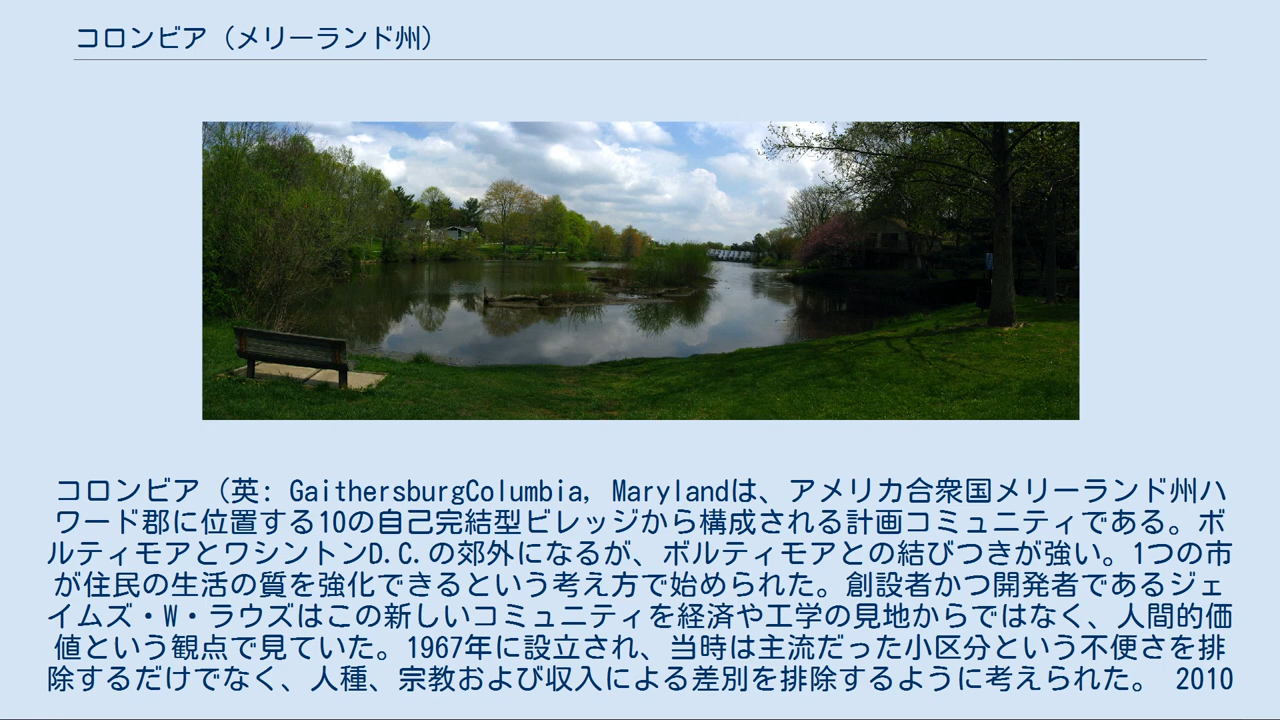 コロンビア（メリーランド州）
コロンビア（英: GaithersburgColumbia, Marylandは、アメリカ合衆国メリーランド州ハ
ワード郡に位置する10の自己完結型ビレッジから構成される計画コミュニティである。ボ
ルティモアとワシントンD.C.の郊外になるが、ボルティモアとの結びつきが強い。1つの市
が住民の生活の質を強化できるという考え方で始められた。創設者かつ開発者であるジェ
イムズ・W・ラウズはこの新しいコミュニティを経済や工学の見地からではなく、人間的価
値という観点で見ていた。1967年に設立され、当時は主流だった小区分という不便さを排
除するだけでなく、人種、宗教および収入による差別を排除するように考えられた。 2010